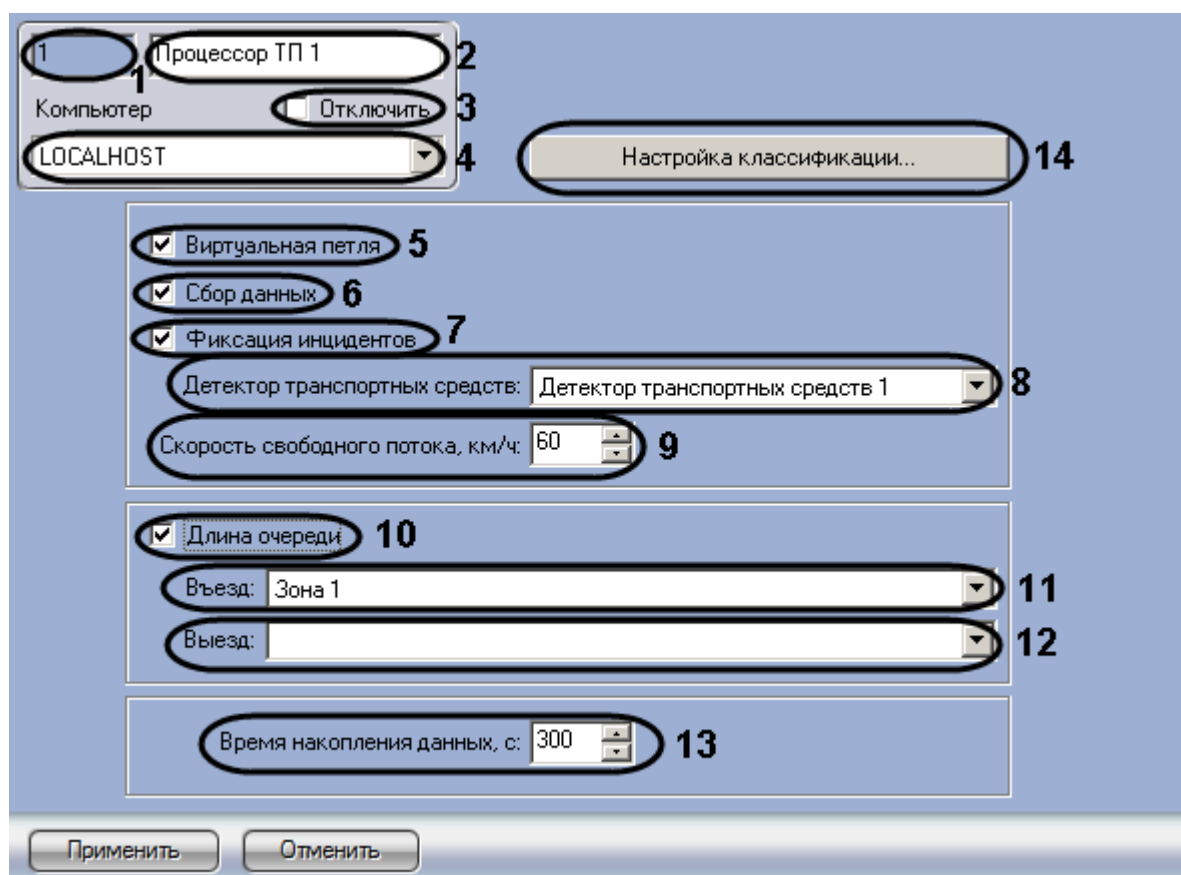 1 1 Процессор ТП 1 2
Компьютер Отключить 3
LOCALHOST 4 Настройка классификации... 14
Виртуальная петля 5
Сбор данных 6
Фиксация инцидентов 7
Детектор транспортных средств: Детектор транспортных средств 1 8
Скорость свободного потока, км/ч: 60 9
Длина очереди 10
Въезд: Зона 1 11
Выезд: 12
Время накопления данных, с: 300 13
Применить Отменить